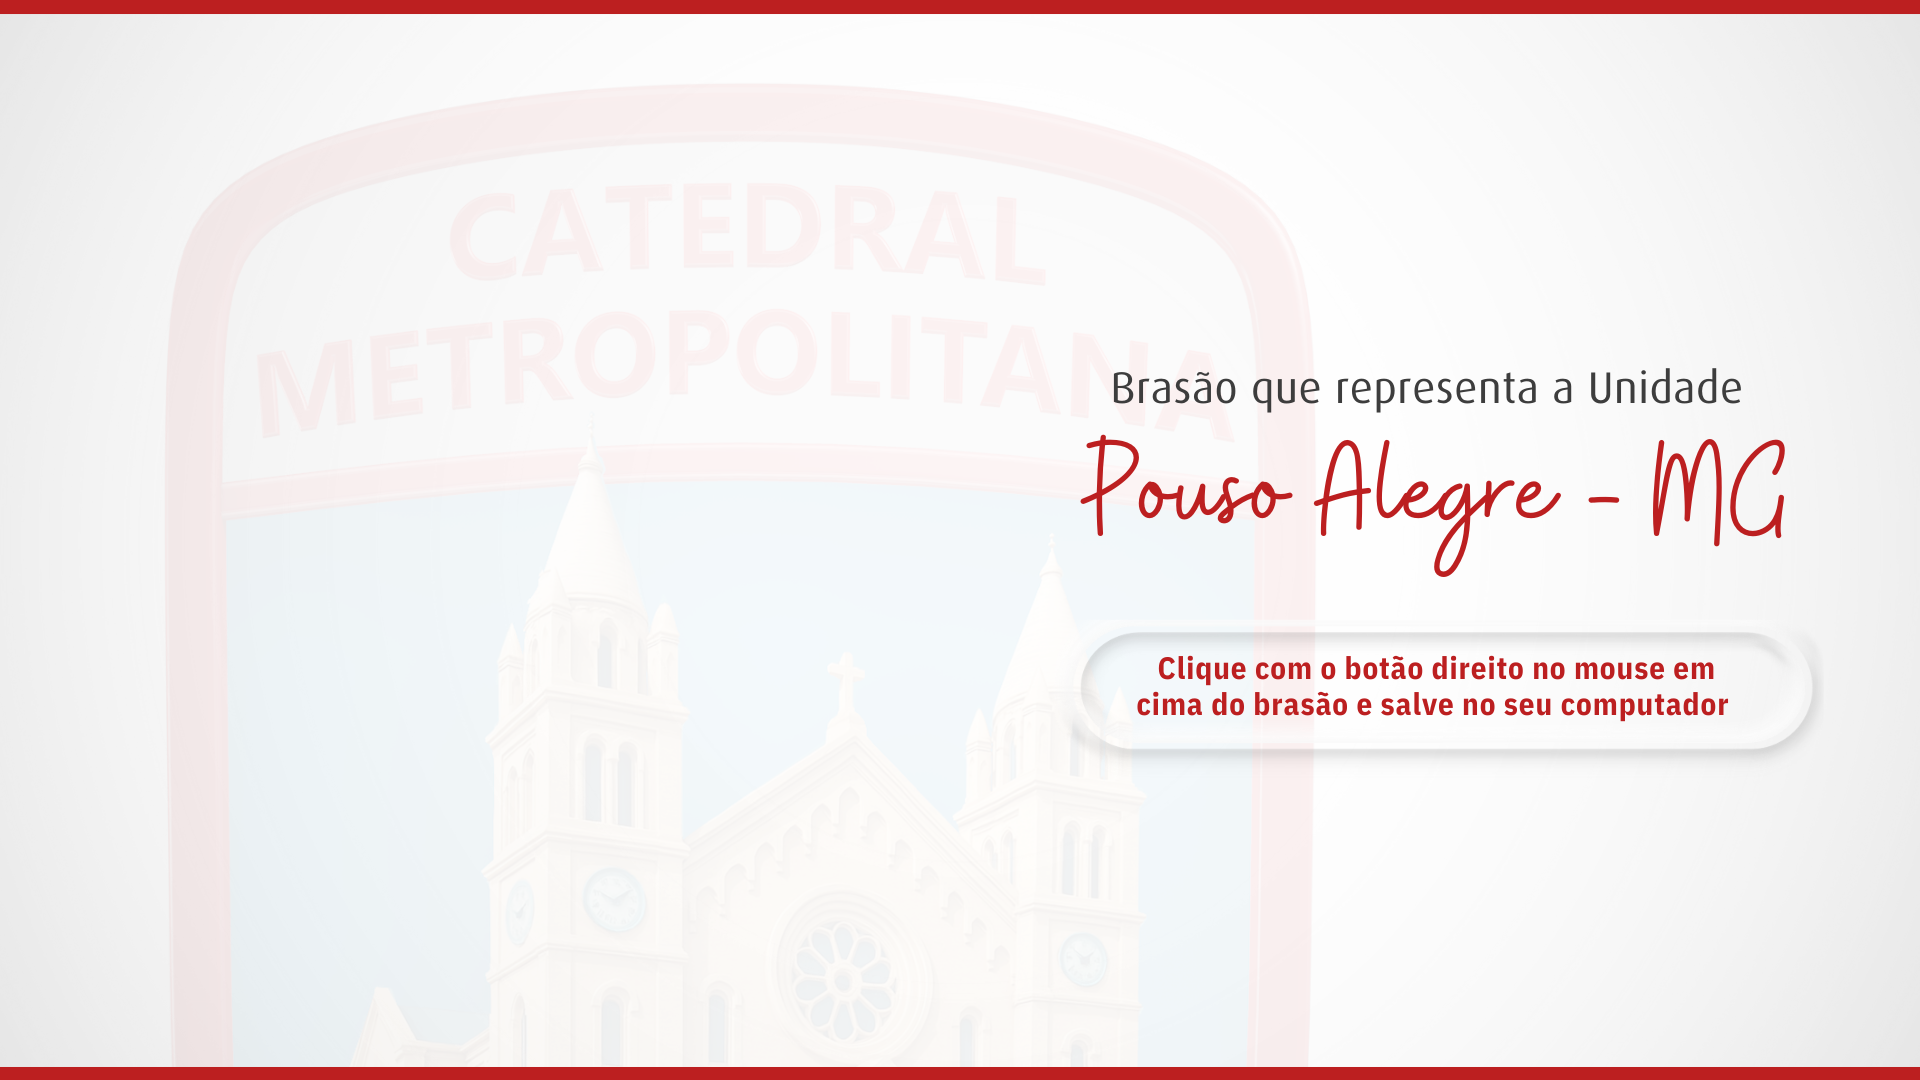 CATEDRAL
METROPOLITANA
Brasão que representa a Unidade
Pouso Alegre - MG
Clique com o botão direito no mouse em
cima do brasão e salve no seu computador